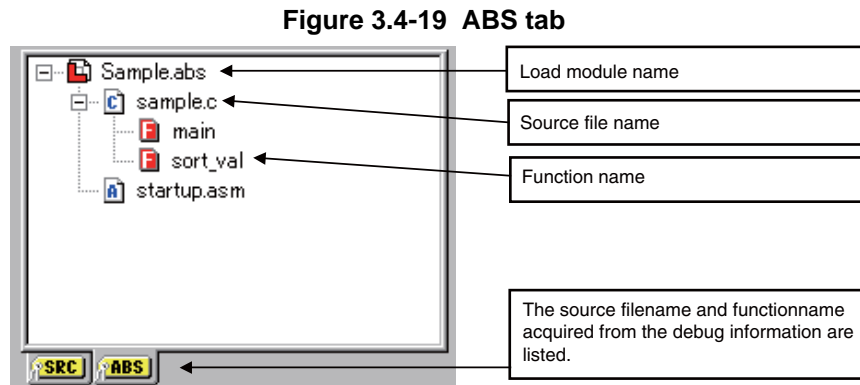 Figure 3.4-19 ABS tab
Sample.abs
Load module name
sample.c
Source file name
main
sort_val
Function name
startup.asm
The source filename and functionname
acquired from the debug information are
listed.
SRC ABS